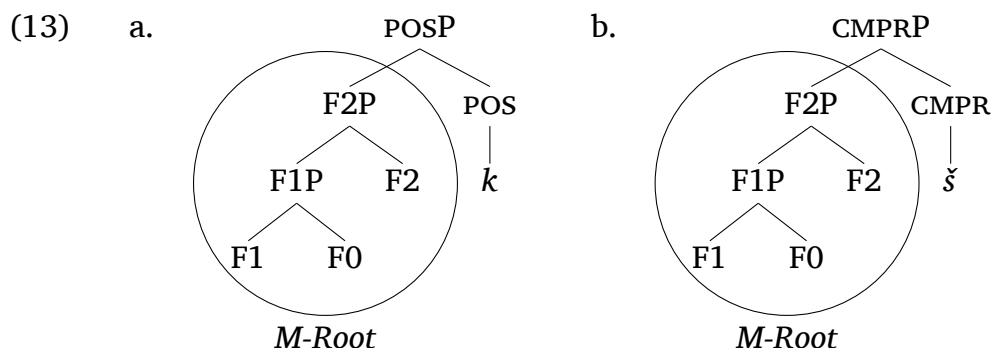 (13) a. POSP b. CMPRP
F2P POS F2P CMPR
k š
F1P F2 F1P F2
F1 F0 F1 F0
M-Root M-Root